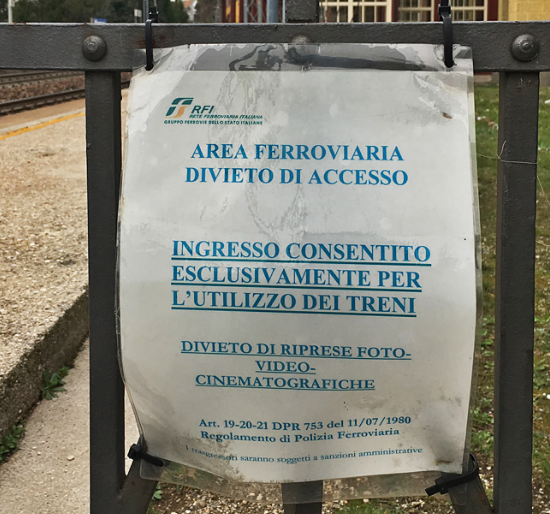 RFI
RETE FERROVIARIA ITALIANA
GRUPPO FERROVIE DELLO STATO ITALIANE
AREA FERROVIARIA
DIVIETO DI ACCESSO
INGRESSO CONSENTITO
ESCLUSIVAMENTE PER
L'UTILIZZO DEI TRENI
DIVIETO DI RIPRESE FOTO-
VIDEO-
CINEMATOGRAFICHE
Art. 19-20-21 DPR 753 del 11/07/1980
Regolamento di Polizia Ferroviaria
I trasgressori saranno soggetti a sanzioni amministrative